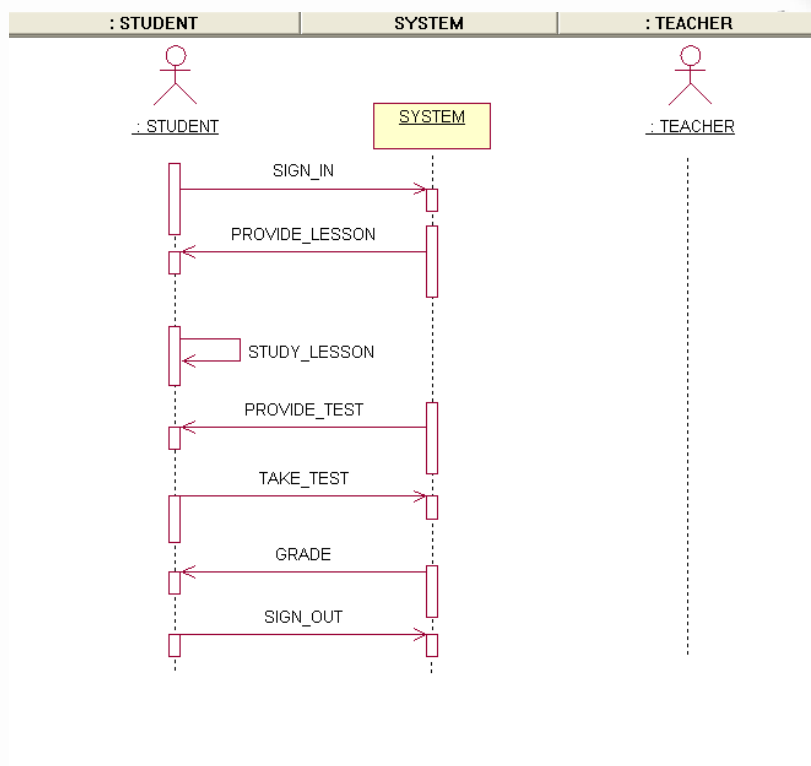 : STUDENT
SYSTEM
: TEACHER
: STUDENT
SYSTEM
: TEACHER
SIGN_IN
PROVIDE_LESSON
STUDY_LESSON
PROVIDE_TEST
TAKE_TEST
GRADE
SIGN_OUT